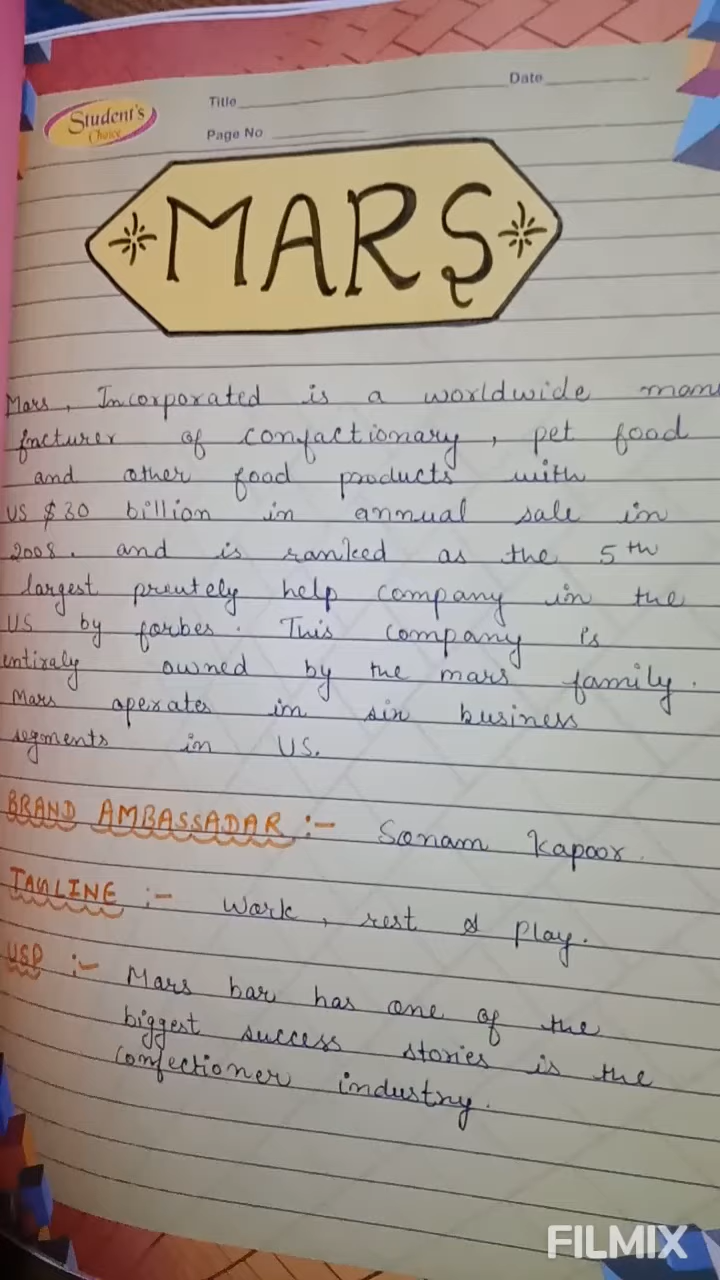 Student's
Choice
Title
Date
Page No
MARS
Mars, Incorporated is a worldwide manu
facturer of confactionary, pet food
and other food products with
US $30 billion in annual sale in
2008. and is ranked as the 5th
largest preutely help company in the
US by forbes. This company is
entiraly owned by the mars family.
Mars operates in six business
segments in US.
BRAND AMBASSADAR :- Sonam Kapoor.
TAGLINE :- Work, rest & play.
USP :- Mars bar has one of the
biggest success stories is the
confectioner industry.
FILMIX